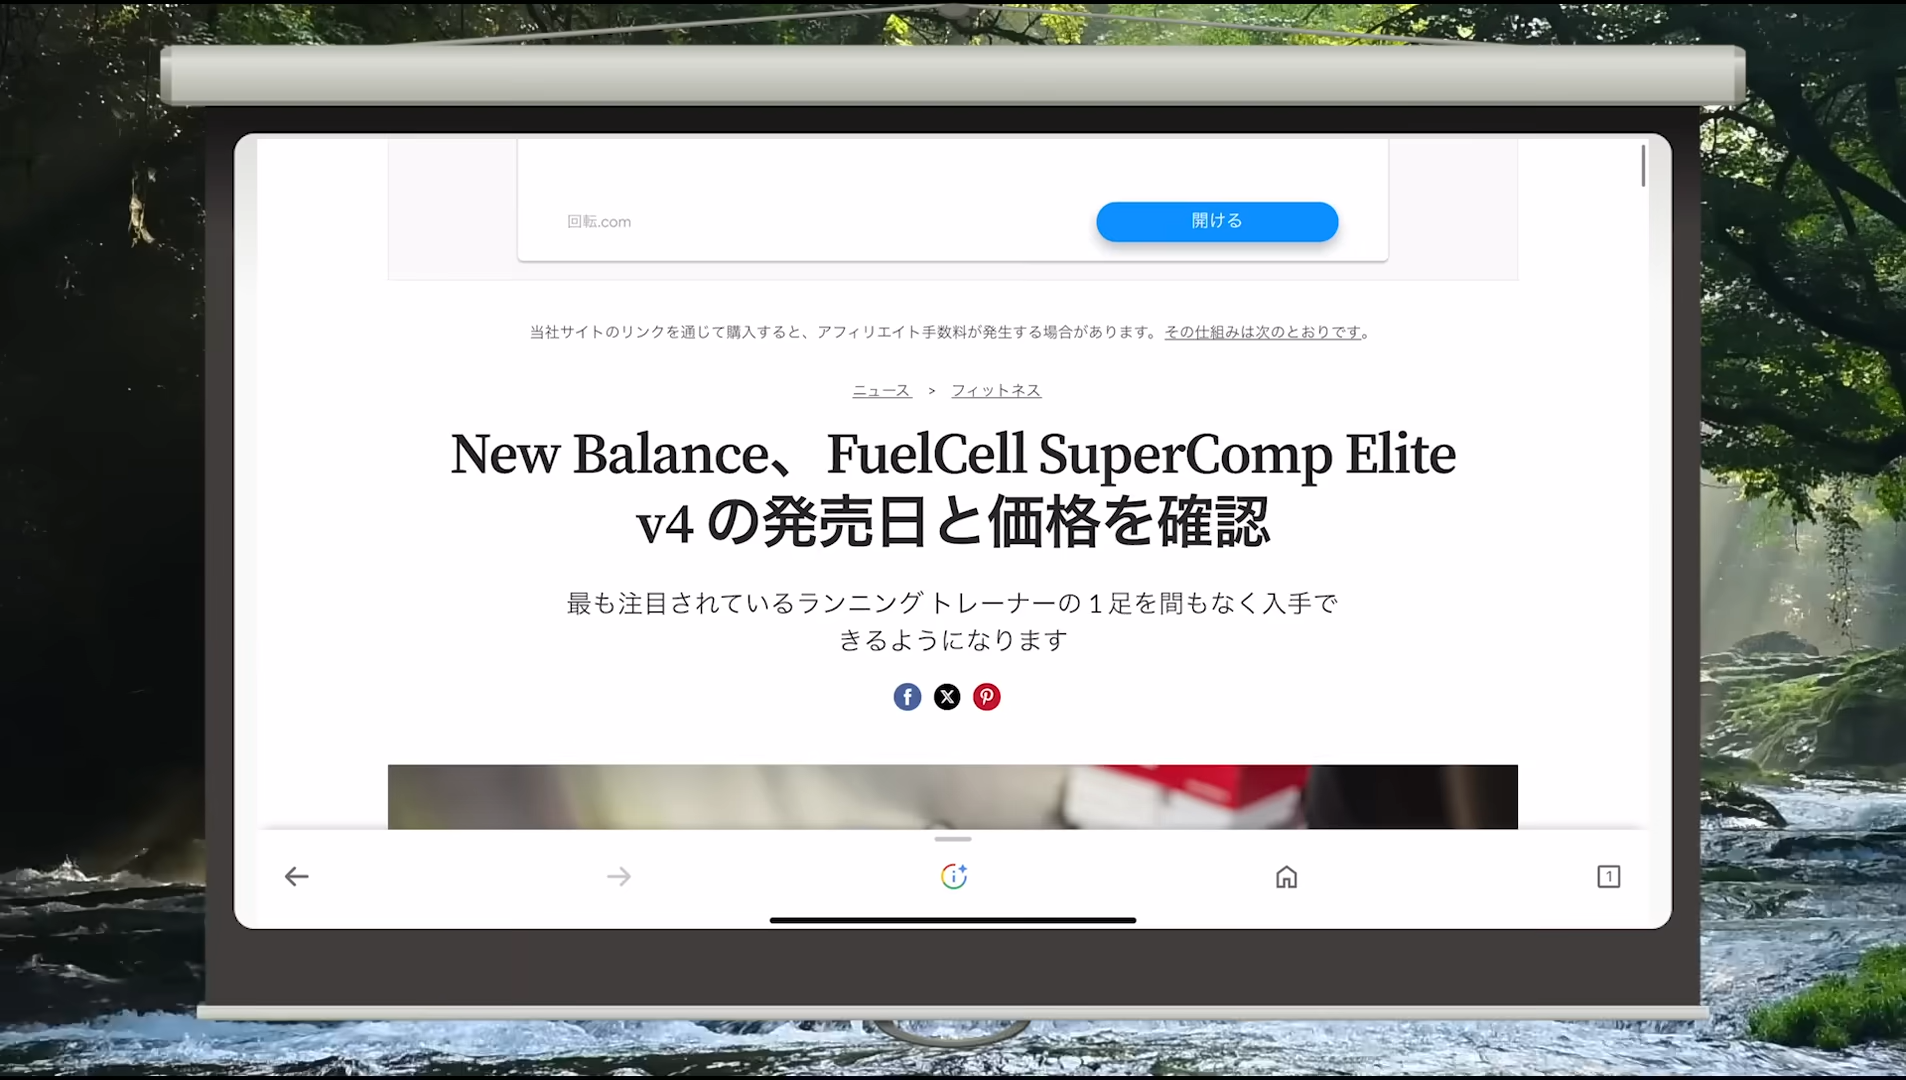 回転.com
開ける
当社サイトのリンクを通じて購入すると、アフィリエイト手数料が発生する場合があります。その仕組みは次のとおりです。
ニュース > フィットネス
New Balance、FuelCell SuperComp Elite
v4 の発売日と価格を確認
最も注目されているランニング トレーナーの 1 足を間もなく入手で
きるようになります
1